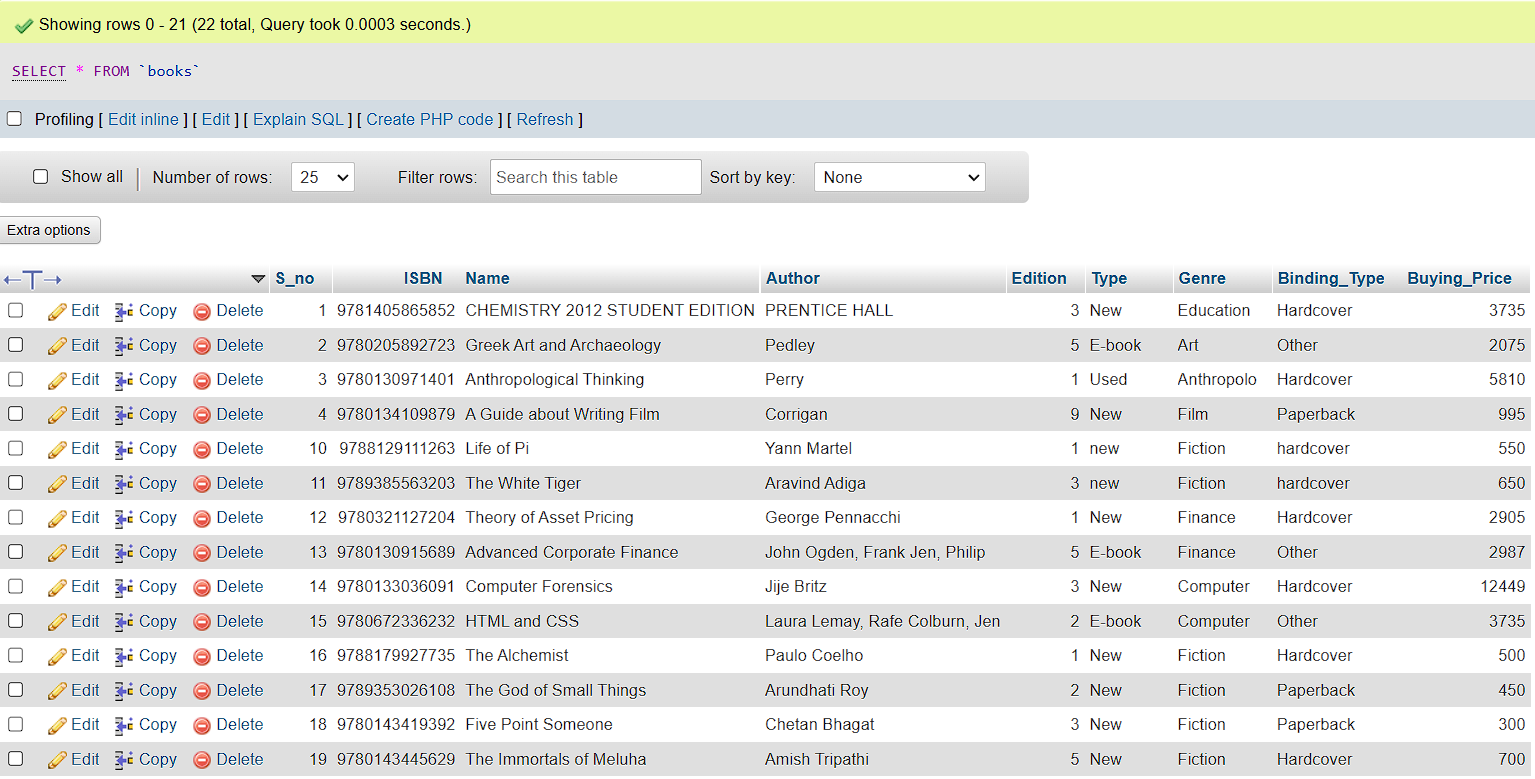 Showing rows 0 - 21 (22 total, Query took 0.0003 seconds.)
SELECT * FROM `books`
Profiling [ Edit inline ] [ Edit ] [ Explain SQL ] [ Create PHP code ] [ Refresh ]
Show all | Number of rows: 25 Filter rows: Search this table Sort by key: None
Extra options
←T→ S_no ISBN Name Author Edition Type Genre Binding_Type Buying_Price
Edit Copy Delete 1 9781405865852 CHEMISTRY 2012 STUDENT EDITION PRENTICE HALL 3 New Education Hardcover 3735
Edit Copy Delete 2 9780205892723 Greek Art and Archaeology Pedley 5 E-book Art Other 2075
Edit Copy Delete 3 9780130971401 Anthropological Thinking Perry 1 Used Anthropolo Hardcover 5810
Edit Copy Delete 4 9780134109879 A Guide about Writing Film Corrigan 9 New Film Paperback 995
Edit Copy Delete 10 9788129111263 Life of Pi Yann Martel 1 new Fiction hardcover 550
Edit Copy Delete 11 9789385563203 The White Tiger Aravind Adiga 3 new Fiction hardcover 650
Edit Copy Delete 12 9780321127204 Theory of Asset Pricing George Pennacchi 1 New Finance Hardcover 2905
Edit Copy Delete 13 9780130915689 Advanced Corporate Finance John Ogden, Frank Jen, Philip 5 E-book Finance Other 2987
Edit Copy Delete 14 9780133036091 Computer Forensics Jije Britz 3 New Computer Hardcover 12449
Edit Copy Delete 15 9780672336232 HTML and CSS Laura Lemay, Rafe Colburn, Jen 2 E-book Computer Other 3735
Edit Copy Delete 16 9788179927735 The Alchemist Paulo Coelho 1 New Fiction Hardcover 500
Edit Copy Delete 17 9789353026108 The God of Small Things Arundhati Roy 2 New Fiction Paperback 450
Edit Copy Delete 18 9780143419392 Five Point Someone Chetan Bhagat 3 New Fiction Paperback 300
Edit Copy Delete 19 9780143445629 The Immortals of Meluha Amish Tripathi 5 New Fiction Hardcover 700